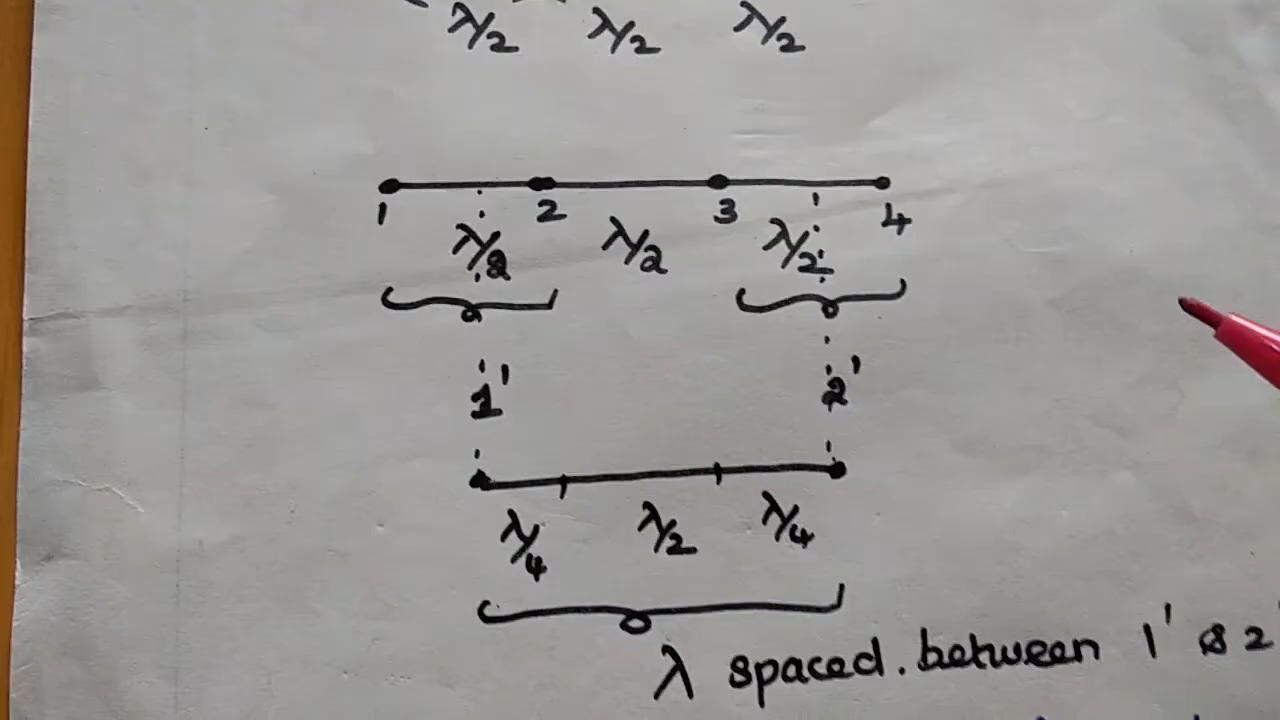 λ/2 λ/2 λ/2
1 2 3 4
λ/2 λ/2 λ/2
1' 2'
λ/4 λ/2 λ/4
λ spaced. between 1' & 2'